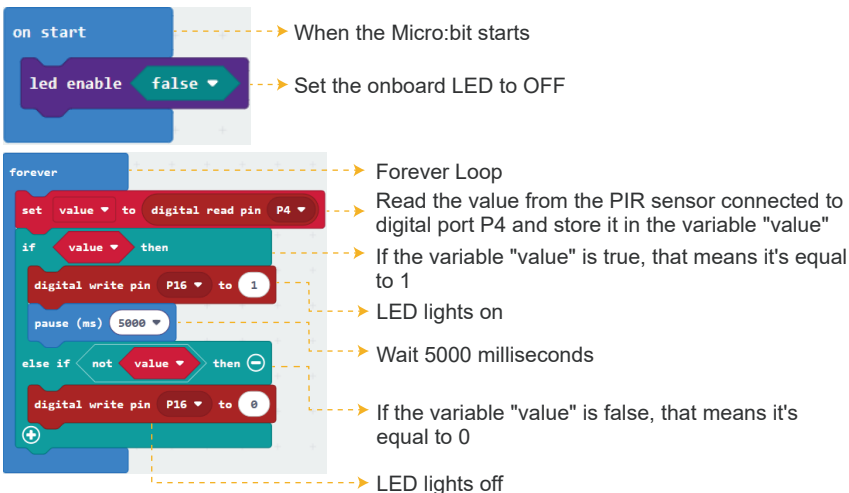 on start
When the Micro:bit starts
led enable false
Set the onboard LED to OFF
forever
Forever Loop
set value to digital read pin P4
Read the value from the PIR sensor connected to
digital port P4 and store it in the variable "value"
if value then
If the variable "value" is true, that means it's equal
to 1
digital write pin P16 to 1
LED lights on
pause (ms) 5000
Wait 5000 milliseconds
else if not value then
If the variable "value" is false, that means it's
equal to 0
digital write pin P16 to 0
LED lights off